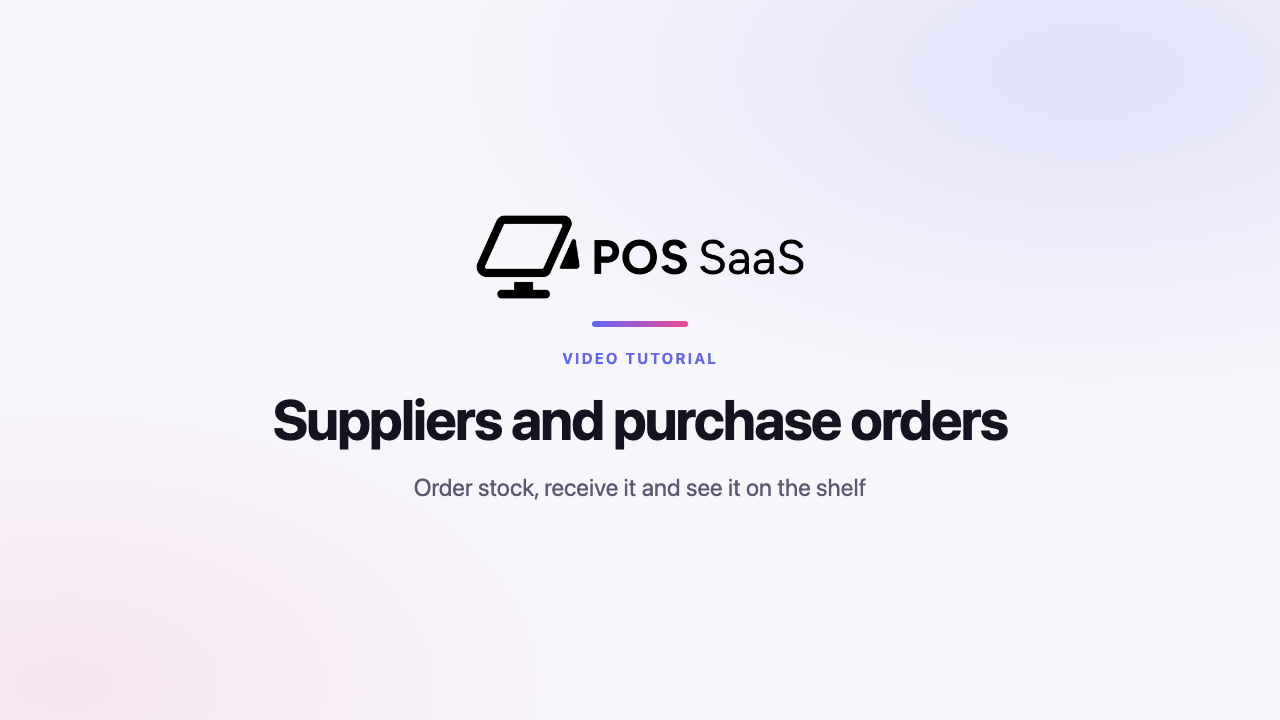 POS SaaS
VIDEO TUTORIAL
Suppliers and purchase orders
Order stock, receive it and see it on the shelf